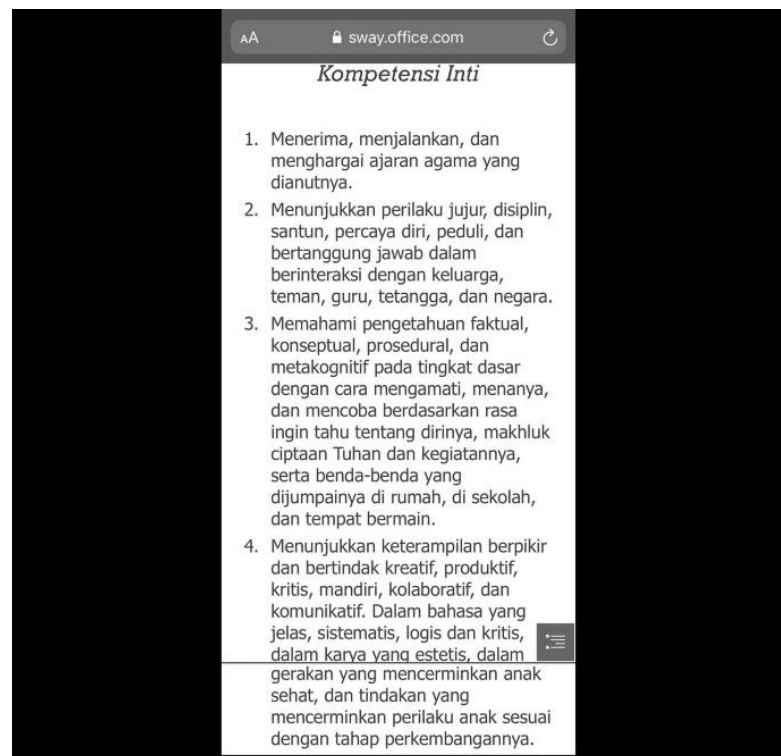 AA sway.office.com
Kompetensi Inti
1. Menerima, menjalankan, dan
menghargai ajaran agama yang
dianutnya.
2. Menunjukkan perilaku jujur, disiplin,
santun, percaya diri, peduli, dan
bertanggung jawab dalam
berinteraksi dengan keluarga,
teman, guru, tetangga, dan negara.
3. Memahami pengetahuan faktual,
konseptual, prosedural, dan
metakognitif pada tingkat dasar
dengan cara mengamati, menanya,
dan mencoba berdasarkan rasa
ingin tahu tentang dirinya, makhluk
ciptaan Tuhan dan kegiatannya,
serta benda-benda yang
dijumpainya di rumah, di sekolah,
dan tempat bermain.
4. Menunjukkan keterampilan berpikir
dan bertindak kreatif, produktif,
kritis, mandiri, kolaboratif, dan
komunikatif. Dalam bahasa yang
jelas, sistematis, logis dan kritis,
dalam karya yang estetis, dalam
gerakan yang mencerminkan anak
sehat, dan tindakan yang
mencerminkan perilaku anak sesuai
dengan tahap perkembangannya.